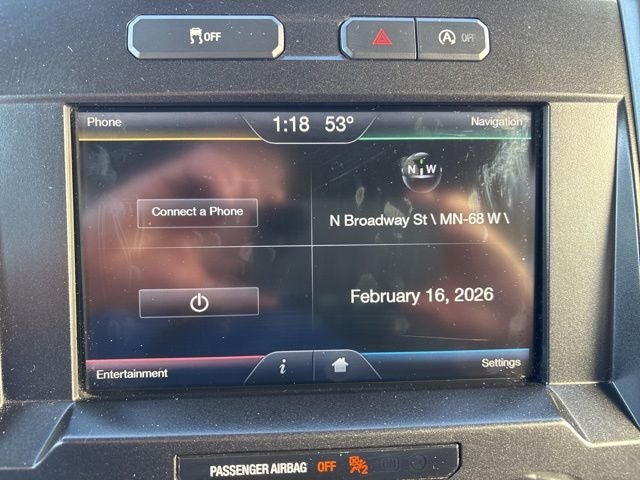 OFF
A OFF
Phone
1:18 53°
Navigation
N W
Connect a Phone
N Broadway St \ MN-68 W \
February 16, 2026
Entertainment
i
Settings
PASSENGER AIRBAG OFF 2